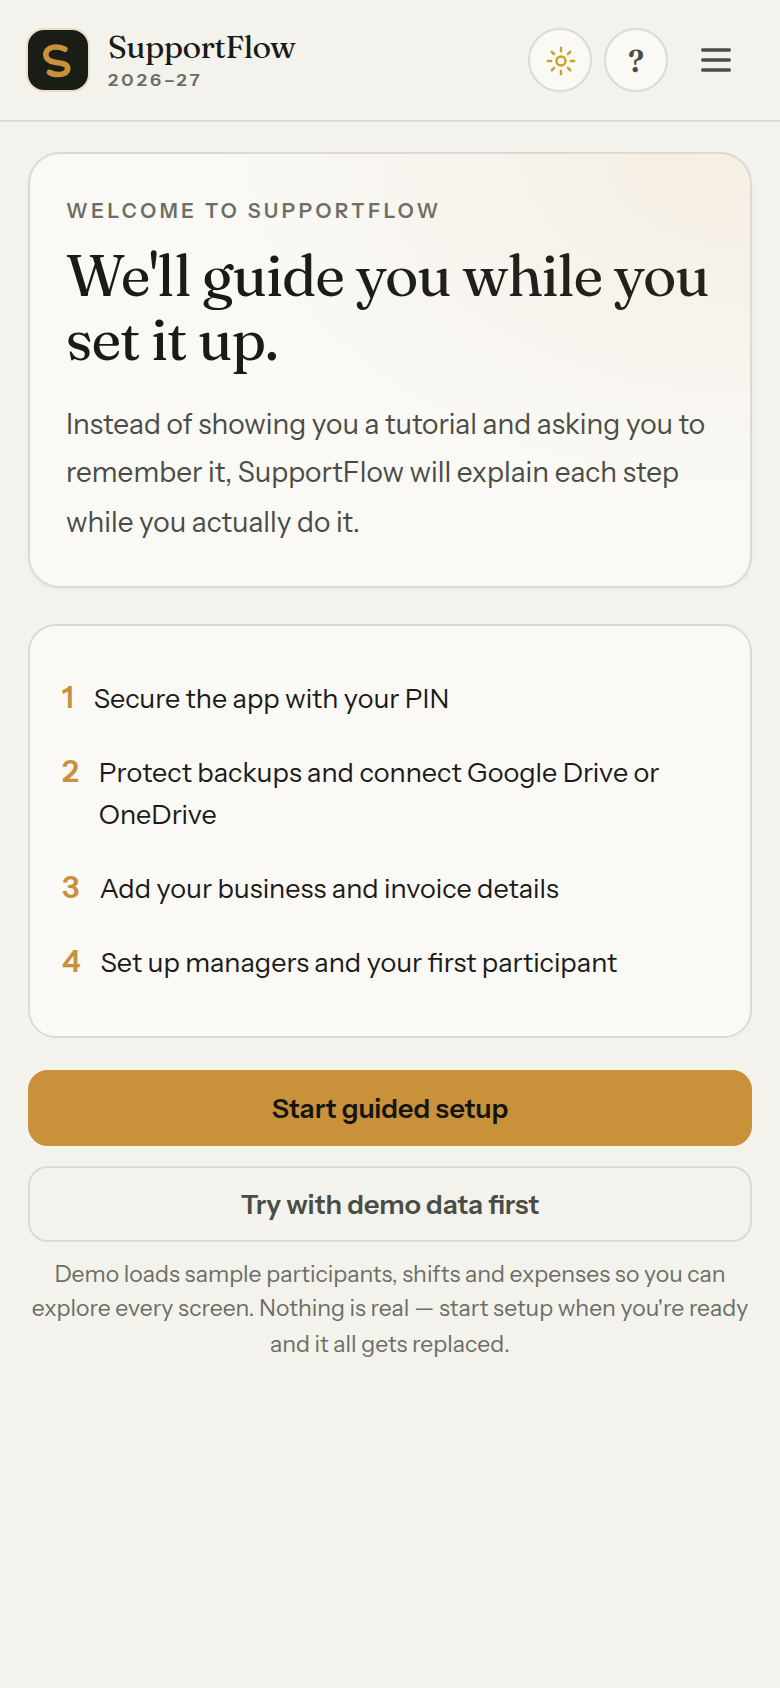 S
SupportFlow
2026–27
?
WELCOME TO SUPPORTFLOW
We'll guide you while you
set it up.
Instead of showing you a tutorial and asking you to
remember it, SupportFlow will explain each step
while you actually do it.
1 Secure the app with your PIN
2 Protect backups and connect Google Drive or
OneDrive
3 Add your business and invoice details
4 Set up managers and your first participant
Start guided setup
Try with demo data first
Demo loads sample participants, shifts and expenses so you can
explore every screen. Nothing is real — start setup when you're ready
and it all gets replaced.